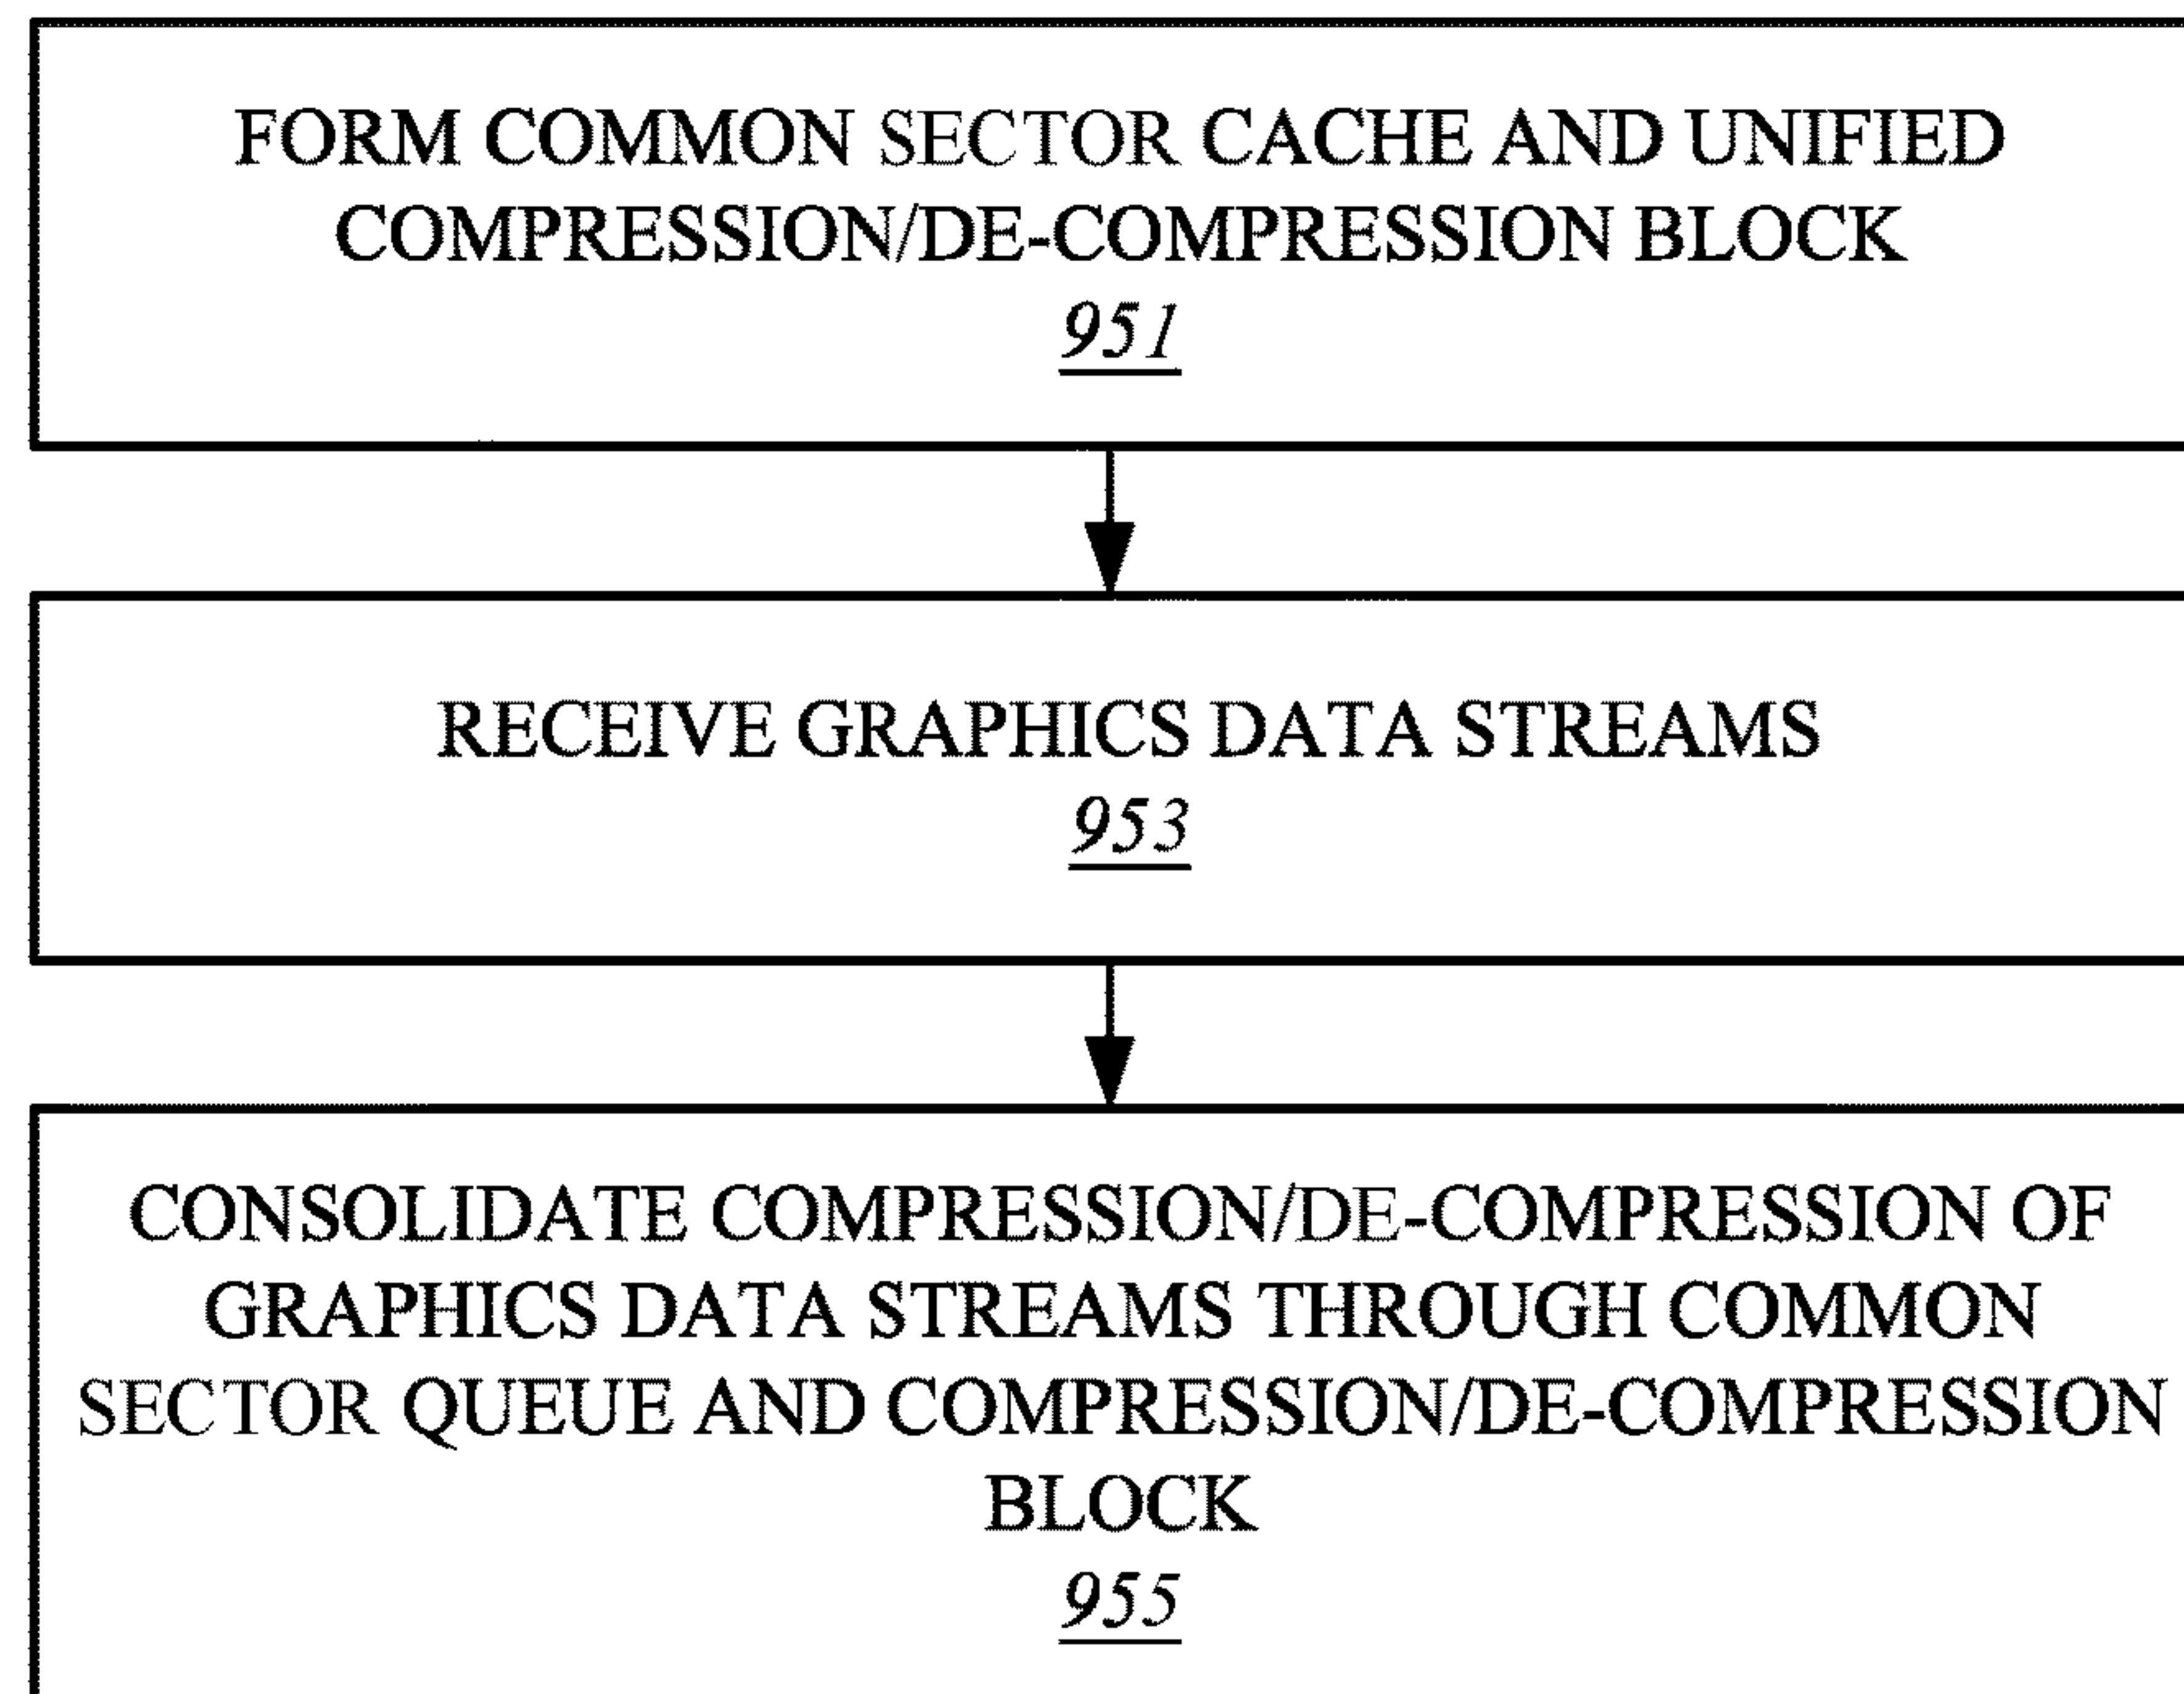 FORM COMMON SECTOR CACHE AND UNIFIED
COMPRESSION/DE-COMPRESSION BLOCK
951
RECEIVE GRAPHICS DATA STREAMS
953
CONSOLIDATE COMPRESSION/DE-COMPRESSION OF
GRAPHICS DATA STREAMS THROUGH COMMON
SECTOR QUEUE AND COMPRESSION/DE-COMPRESSION
BLOCK
955